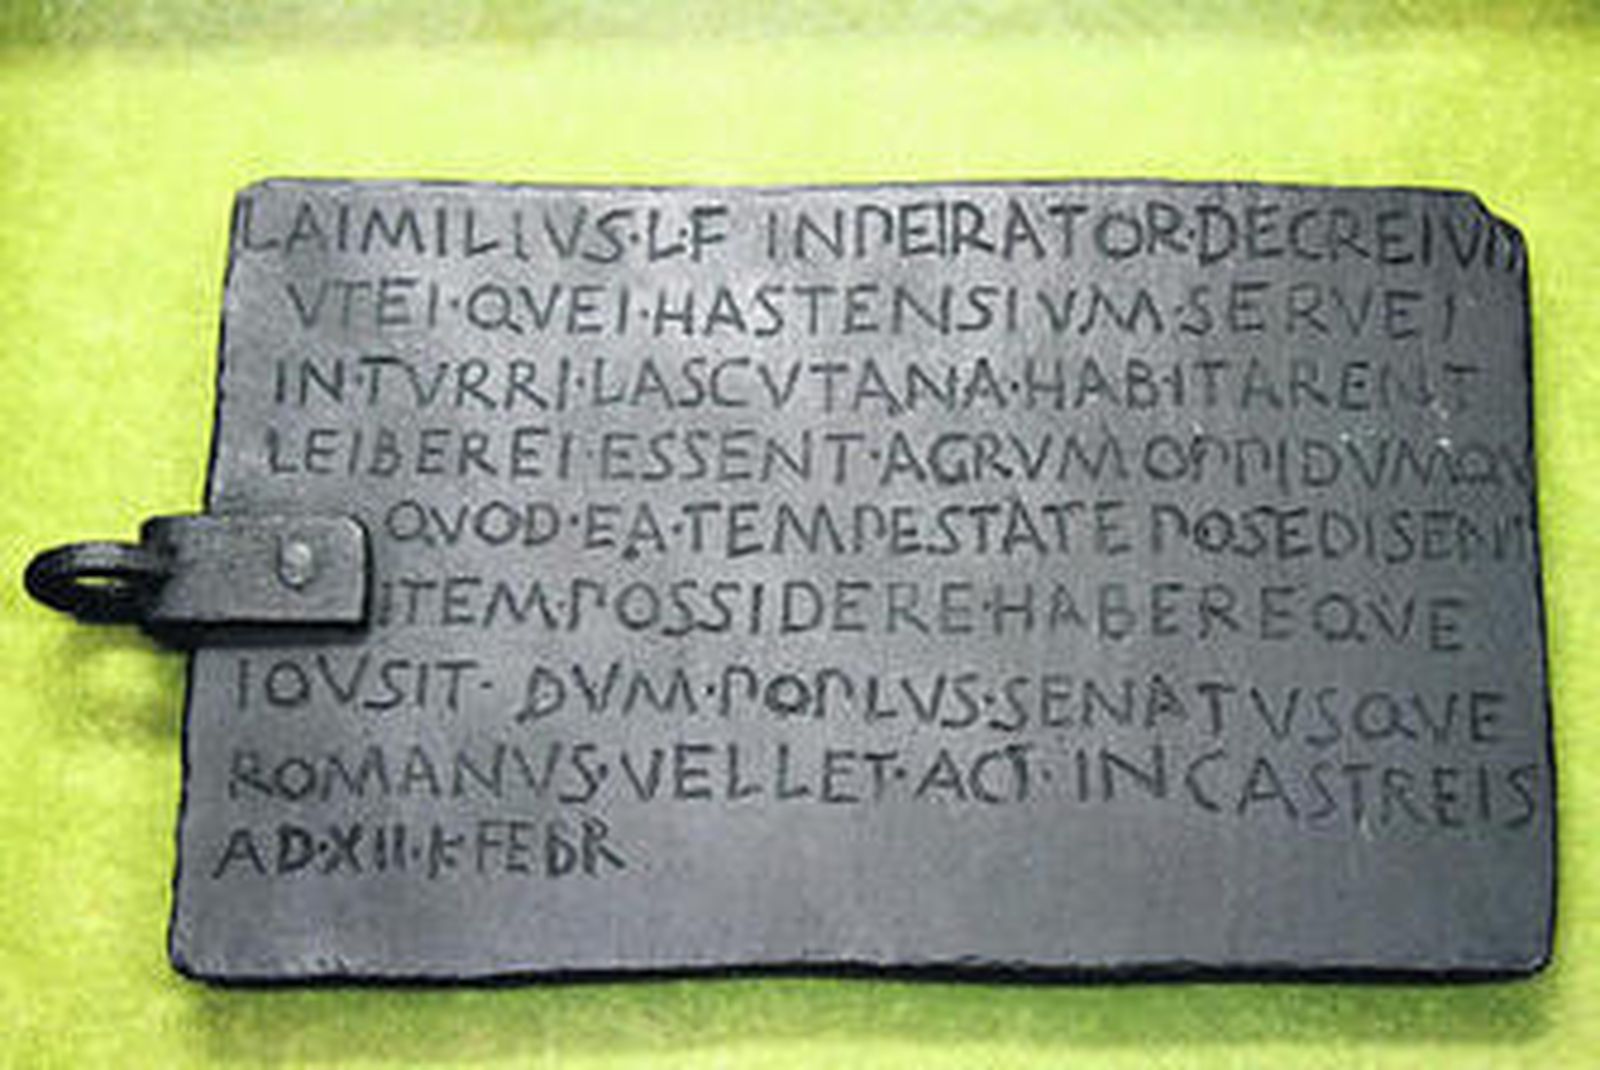 LAIMILIVS·L·F INPEIRATOR·DECREIVIT
VTEI·QVEI·HASTENSIVM·SERVEI
IN·TVRRI·LASCVTANA·HABITARENT
LEIBEREI·ESSENT·AGRVM OPPIDVMQV
QVOD·EA·TEMPESTATE POSEDISENT
ITEM·POSSIDERE·HABEREQVE
IOVSIT· DVM·POPLVS·SENATVSQVE
ROMANVS·VELLET·ACT·IN CASTREIS
AD·XII·K·FEBR